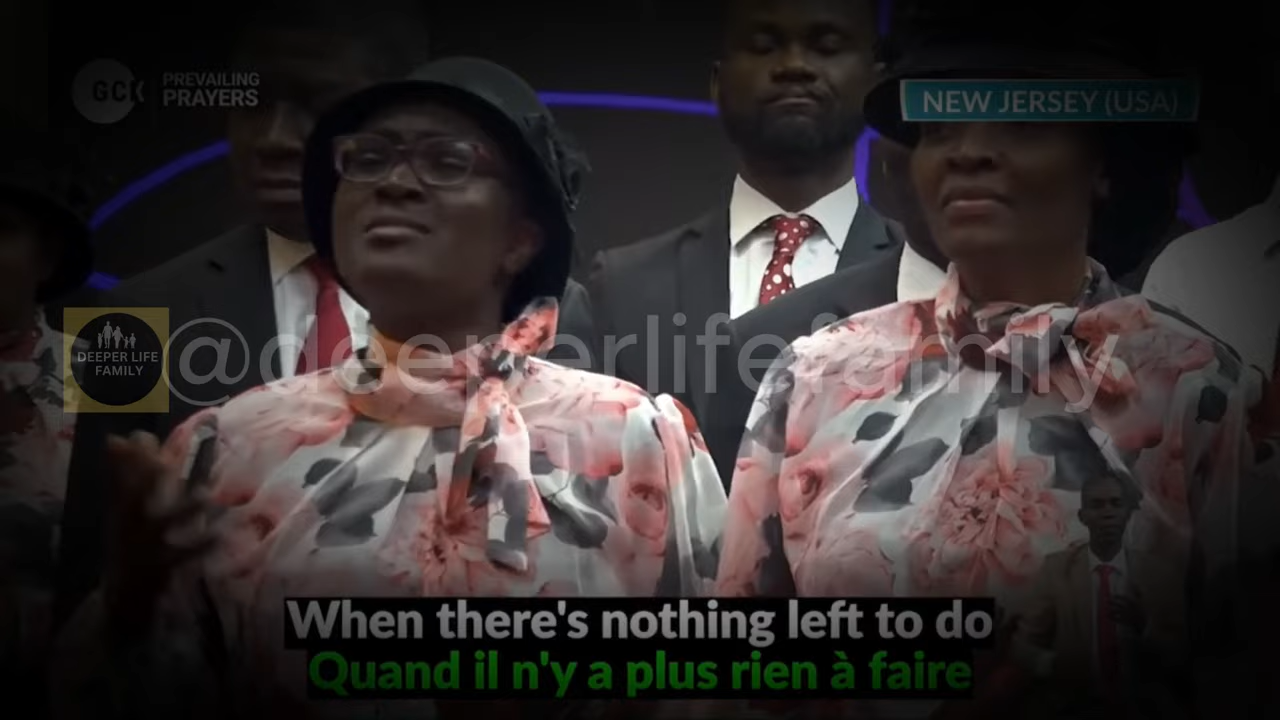 GCK
PREVAILING
PRAYERS
NEW JERSEY (USA)
DEEPER LIFE
FAMILY
@deeperlifefamily
When there's nothing left to do
Quand il n'y a plus rien à faire